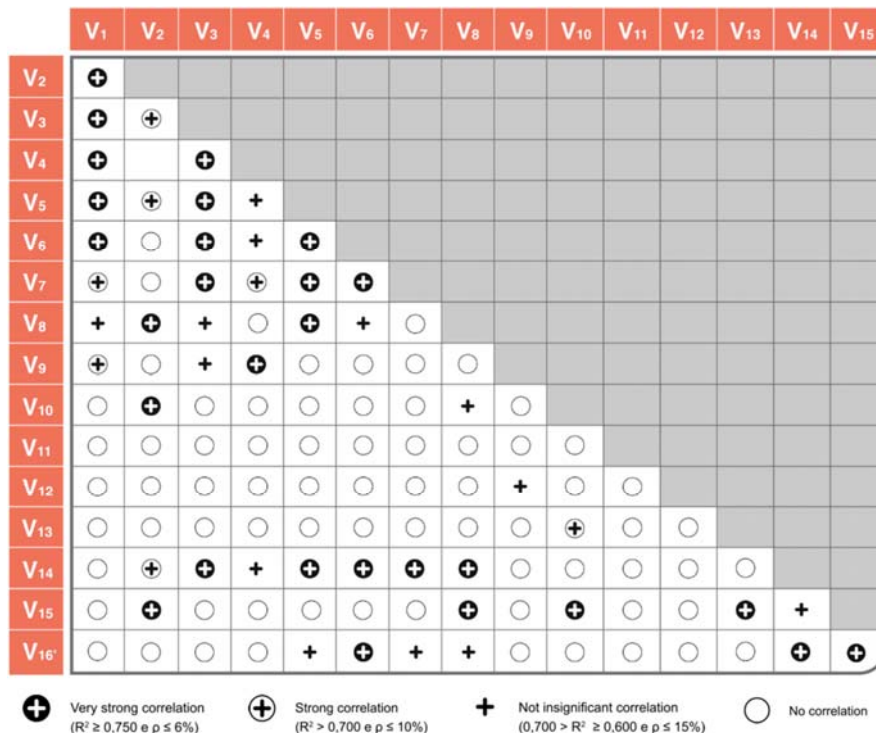 V1 V2 V3 V4 V5 V6 V7 V8 V9 V10 V11 V12 V13 V14 V15
V2
V3
V4
V5
V6
V7
V8
V9
V10
V11
V12
V13
V14
V15
V16'
Very strong correlation
(R² ≥ 0,750 e ρ ≤ 6%)
Strong correlation
(R² > 0,700 e ρ ≤ 10%)
Not insignificant correlation
(0,700 > R² ≥ 0,600 e ρ ≤ 15%)
No correlation